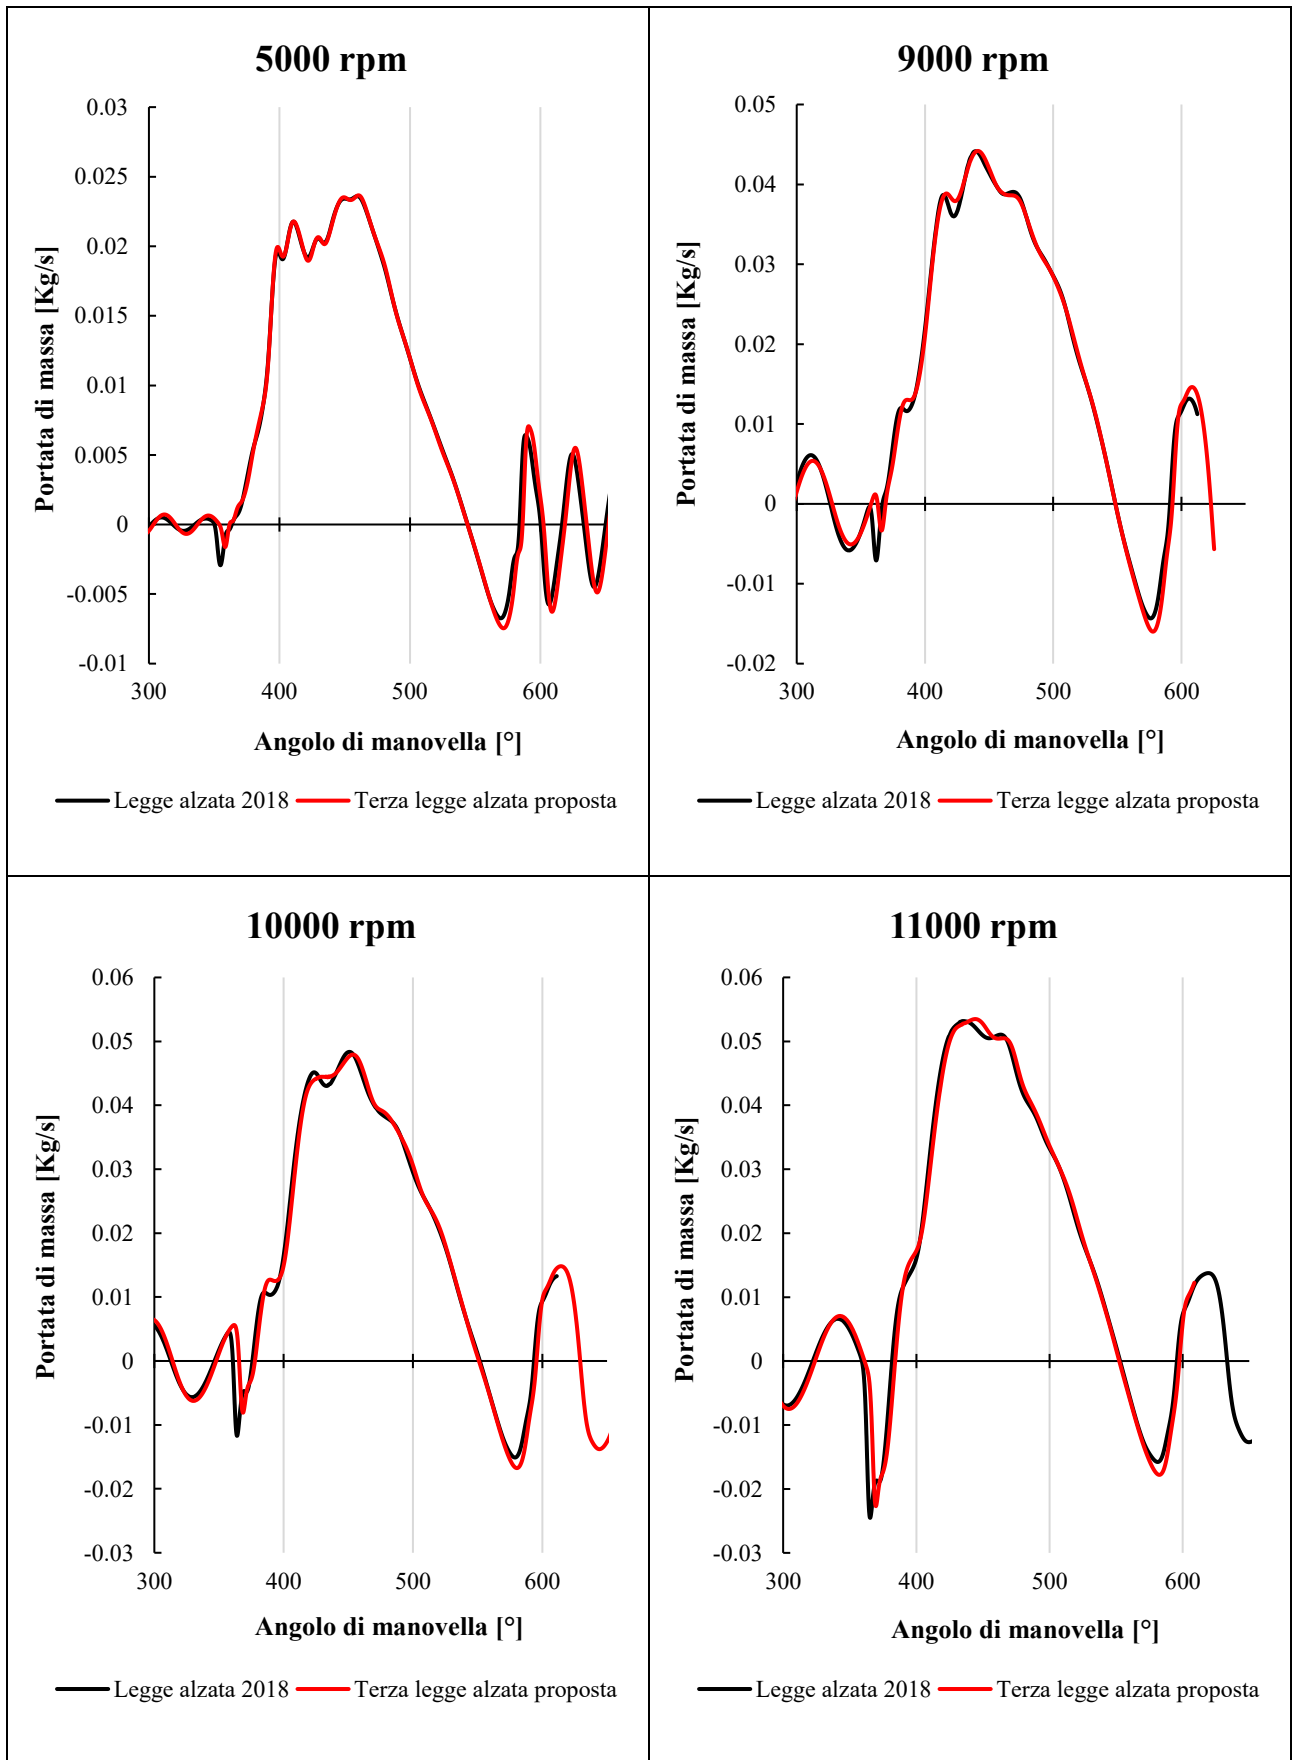 5000 rpm
0.03
0.025
0.02
0.015
0.01
0.005
0
-0.005
-0.01
300 400 500 600
Portata di massa [Kg/s]
Angolo di manovella [°]
Legge alzata 2018 Terza legge alzata proposta
9000 rpm
0.05
0.04
0.03
0.02
0.01
0
-0.01
-0.02
300 400 500 600
Portata di massa [Kg/s]
Angolo di manovella [°]
Legge alzata 2018 Terza legge alzata proposta
10000 rpm
0.06
0.05
0.04
0.03
0.02
0.01
0
-0.01
-0.02
-0.03
300 400 500 600
Portata di massa [Kg/s]
Angolo di manovella [°]
Legge alzata 2018 Terza legge alzata proposta
11000 rpm
0.06
0.05
0.04
0.03
0.02
0.01
0
-0.01
-0.02
-0.03
300 400 500 600
Portata di massa [Kg/s]
Angolo di manovella [°]
Legge alzata 2018 Terza legge alzata proposta